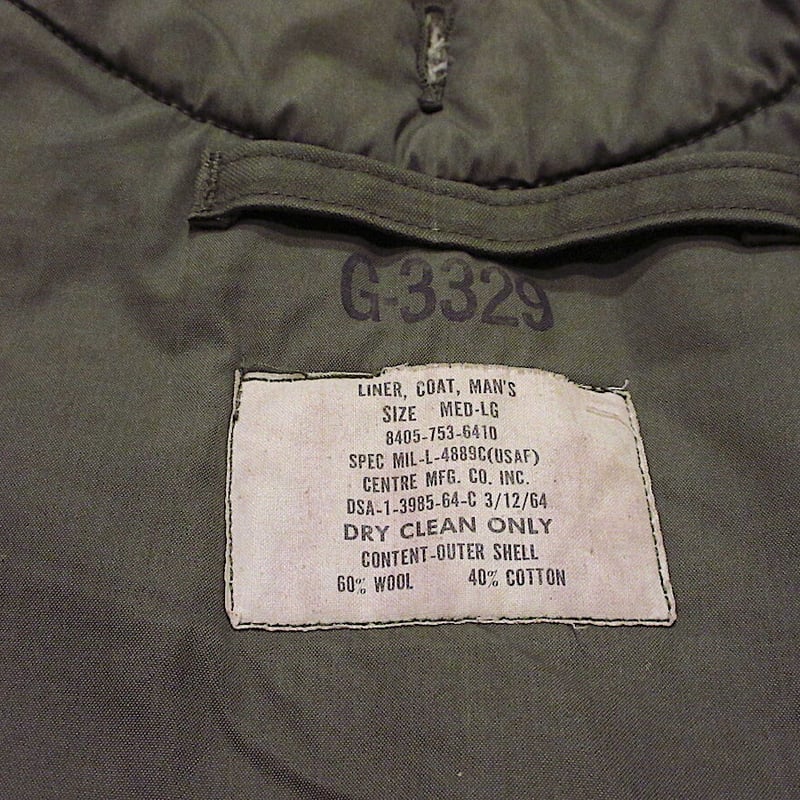 G-3329
LINER, COAT, MAN'S
SIZE MED-LG
8405-753-6410
SPEC MIL-L-4889C(USAF)
CENTRE MFG. CO. INC.
DSA-1-3985-64-C 3/12/64
DRY CLEAN ONLY
CONTENT-OUTER SHELL
60% WOOL 40% COTTON